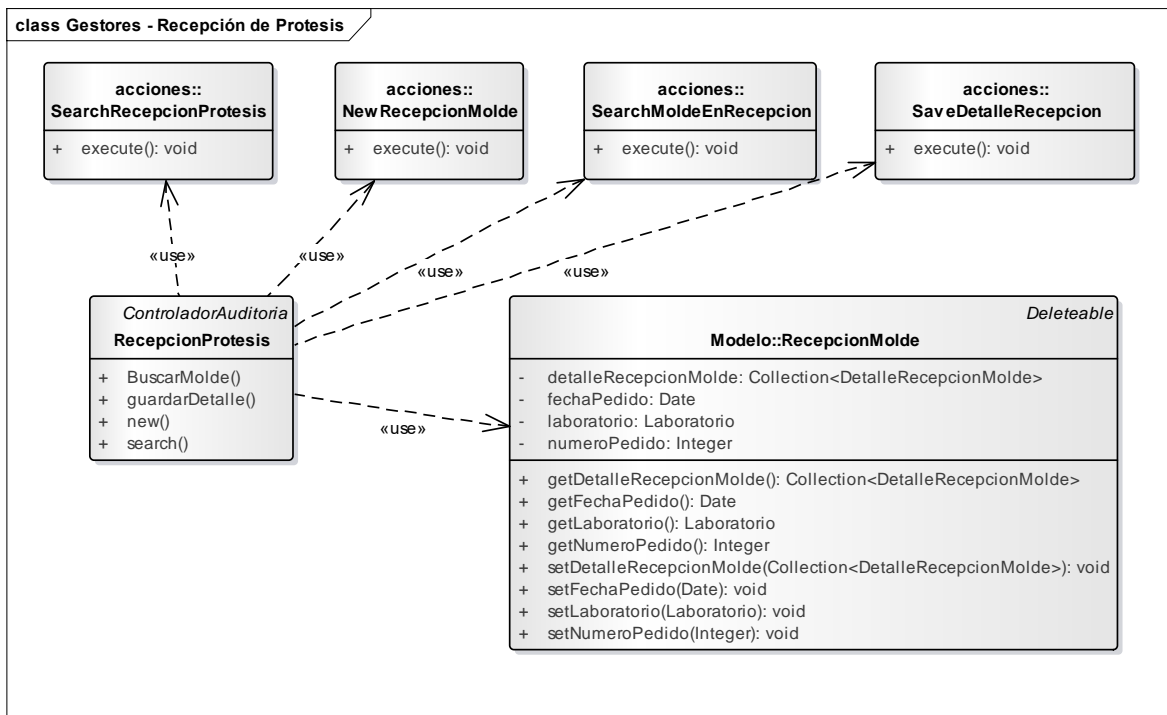 class Gestores - Recepción de Protesis
acciones::
SearchRecepcionProtesis
+ execute(): void
acciones::
NewRecepcionMolde
+ execute(): void
acciones::
SearchMoldeEnRecepcion
+ execute(): void
acciones::
SaveDetalleRecepcion
+ execute(): void
«use»
«use»
«use»
«use»
ControladorAuditoria
RecepcionProtesis
+ BuscarMolde()
+ guardarDetalle()
+ new()
+ search()
«use»
Deleteable
Modelo::RecepcionMolde
- detalleRecepcionMolde: Collection<DetalleRecepcionMolde>
- fechaPedido: Date
- laboratorio: Laboratorio
- numeroPedido: Integer
+ getDetalleRecepcionMolde(): Collection<DetalleRecepcionMolde>
+ getFechaPedido(): Date
+ getLaboratorio(): Laboratorio
+ getNumeroPedido(): Integer
+ setDetalleRecepcionMolde(Collection<DetalleRecepcionMolde>): void
+ setFechaPedido(Date): void
+ setLaboratorio(Laboratorio): void
+ setNumeroPedido(Integer): void